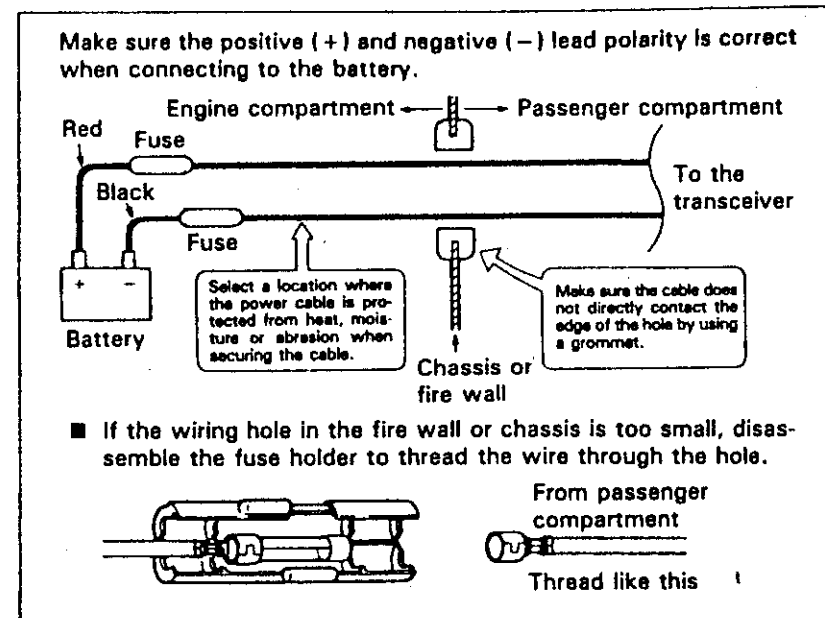 Make sure the positive (+) and negative (−) lead polarity is correct
when connecting to the battery.
Engine compartment
Passenger compartment
Red
Fuse
To the
transceiver
Black
Fuse
+ −
Battery
Select a location where
the power cable is pro-
tected from heat, mois-
ture or abrasion when
securing the cable.
Make sure the cable does
not directly contact the
edge of the hole by using
a grommet.
Chassis or
fire wall
■ If the wiring hole in the fire wall or chassis is too small, disas-
semble the fuse holder to thread the wire through the hole.
From passenger
compartment
Thread like this